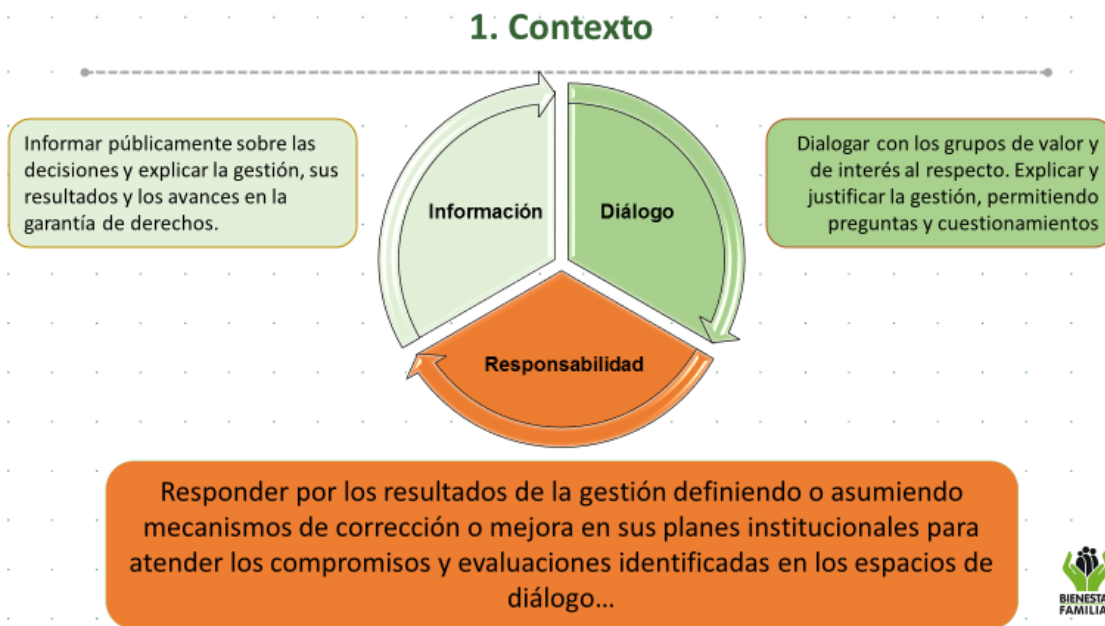 1. Contexto
Informar públicamente sobre las
decisiones y explicar la gestión, sus
resultados y los avances en la
garantía de derechos.
Información
Diálogo
Dialogar con los grupos de valor y
de interés al respecto. Explicar y
justificar la gestión, permitiendo
preguntas y cuestionamientos
Responsabilidad
Responder por los resultados de la gestión definiendo o asumiendo
mecanismos de corrección o mejora en sus planes institucionales para
atender los compromisos y evaluaciones identificadas en los espacios de
diálogo...
BIENESTA
FAMILIA